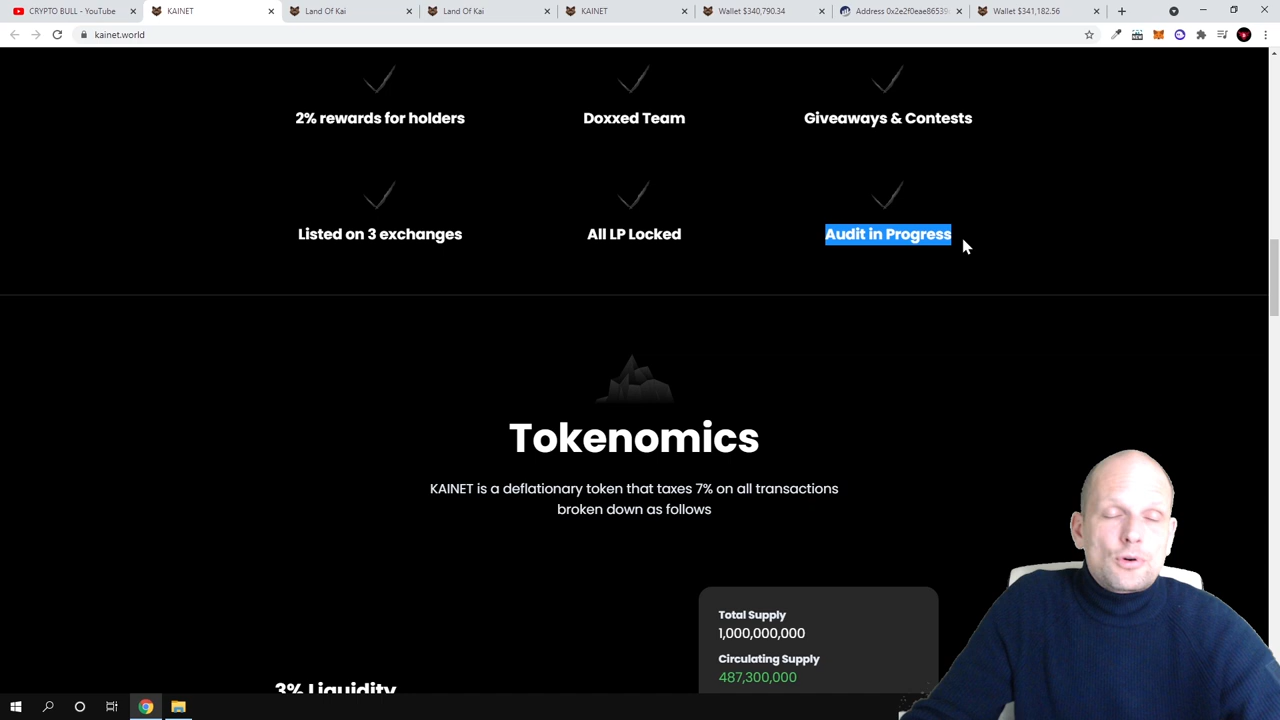 CRYPTO BULL - YouTube
KAINET
Land Of Kai
Land Of Kai
KAINET
Wallet $340,790.34
Address 0x2e2f0eae86539
Wallet $341,182.56
kainet.world
2% rewards for holders
Doxxed Team
Giveaways & Contests
Listed on 3 exchanges
All LP Locked
Audit in Progress
Tokenomics
KAINET is a deflationary token that taxes 7% on all transactions
broken down as follows
Total Supply
1,000,000,000
Circulating Supply
487,300,000
3% Liquidity